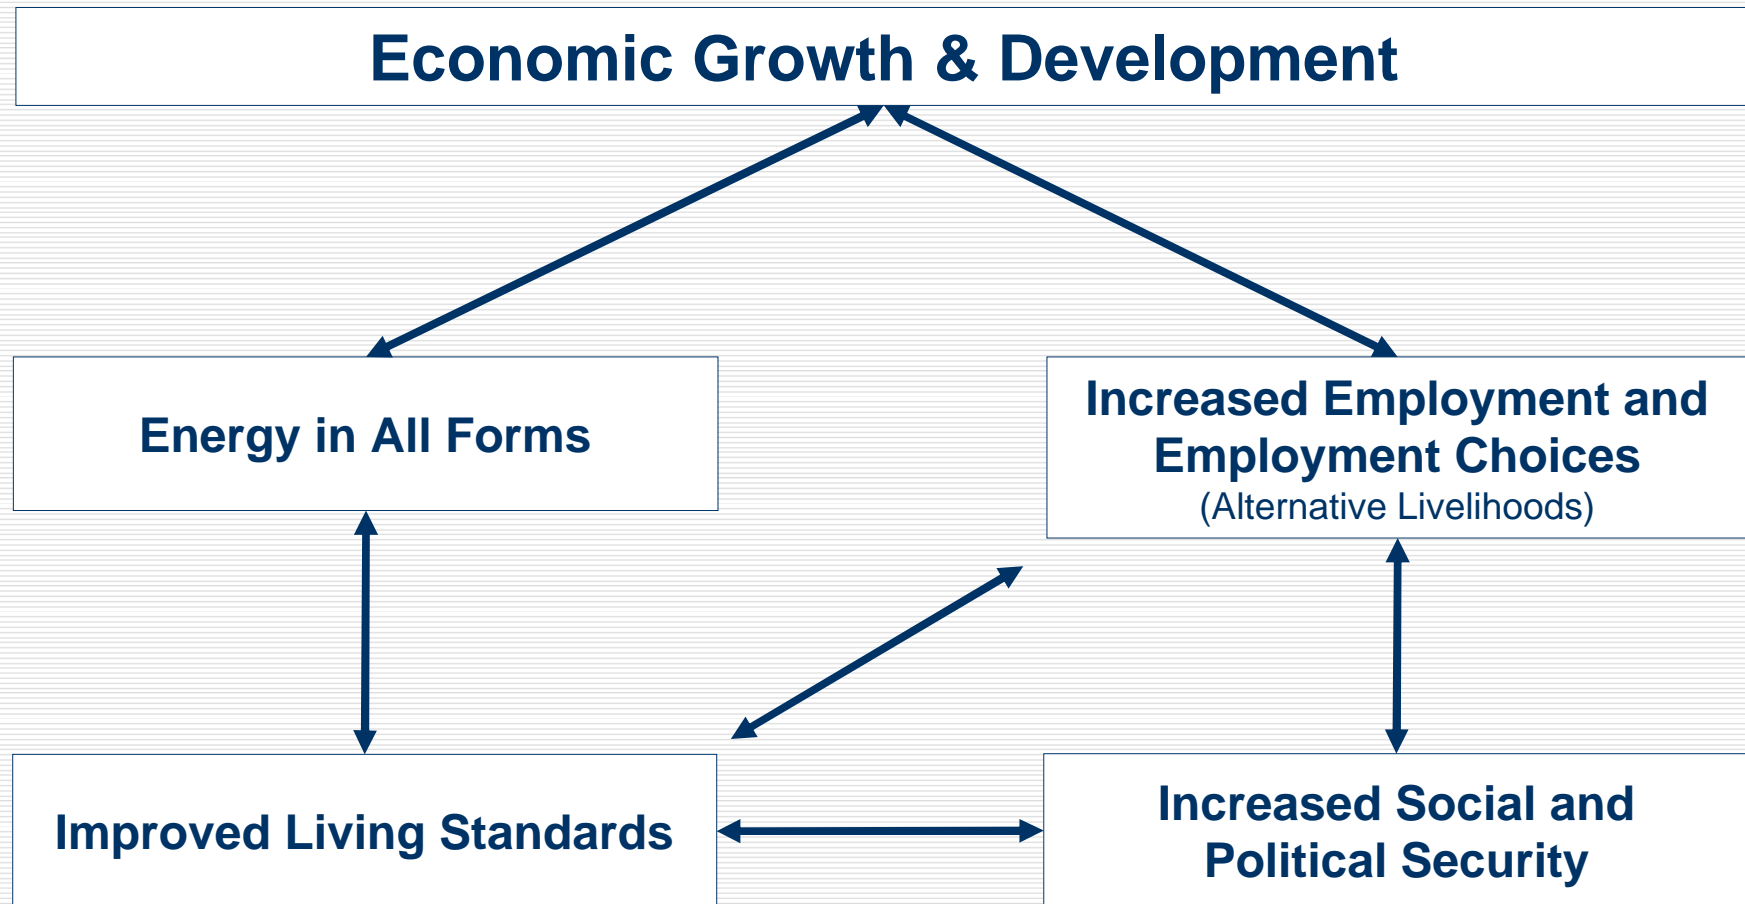 Economic Growth & Development
Energy in All Forms
Increased Employment and
Employment Choices
(Alternative Livelihoods)
Improved Living Standards
Increased Social and
Political Security